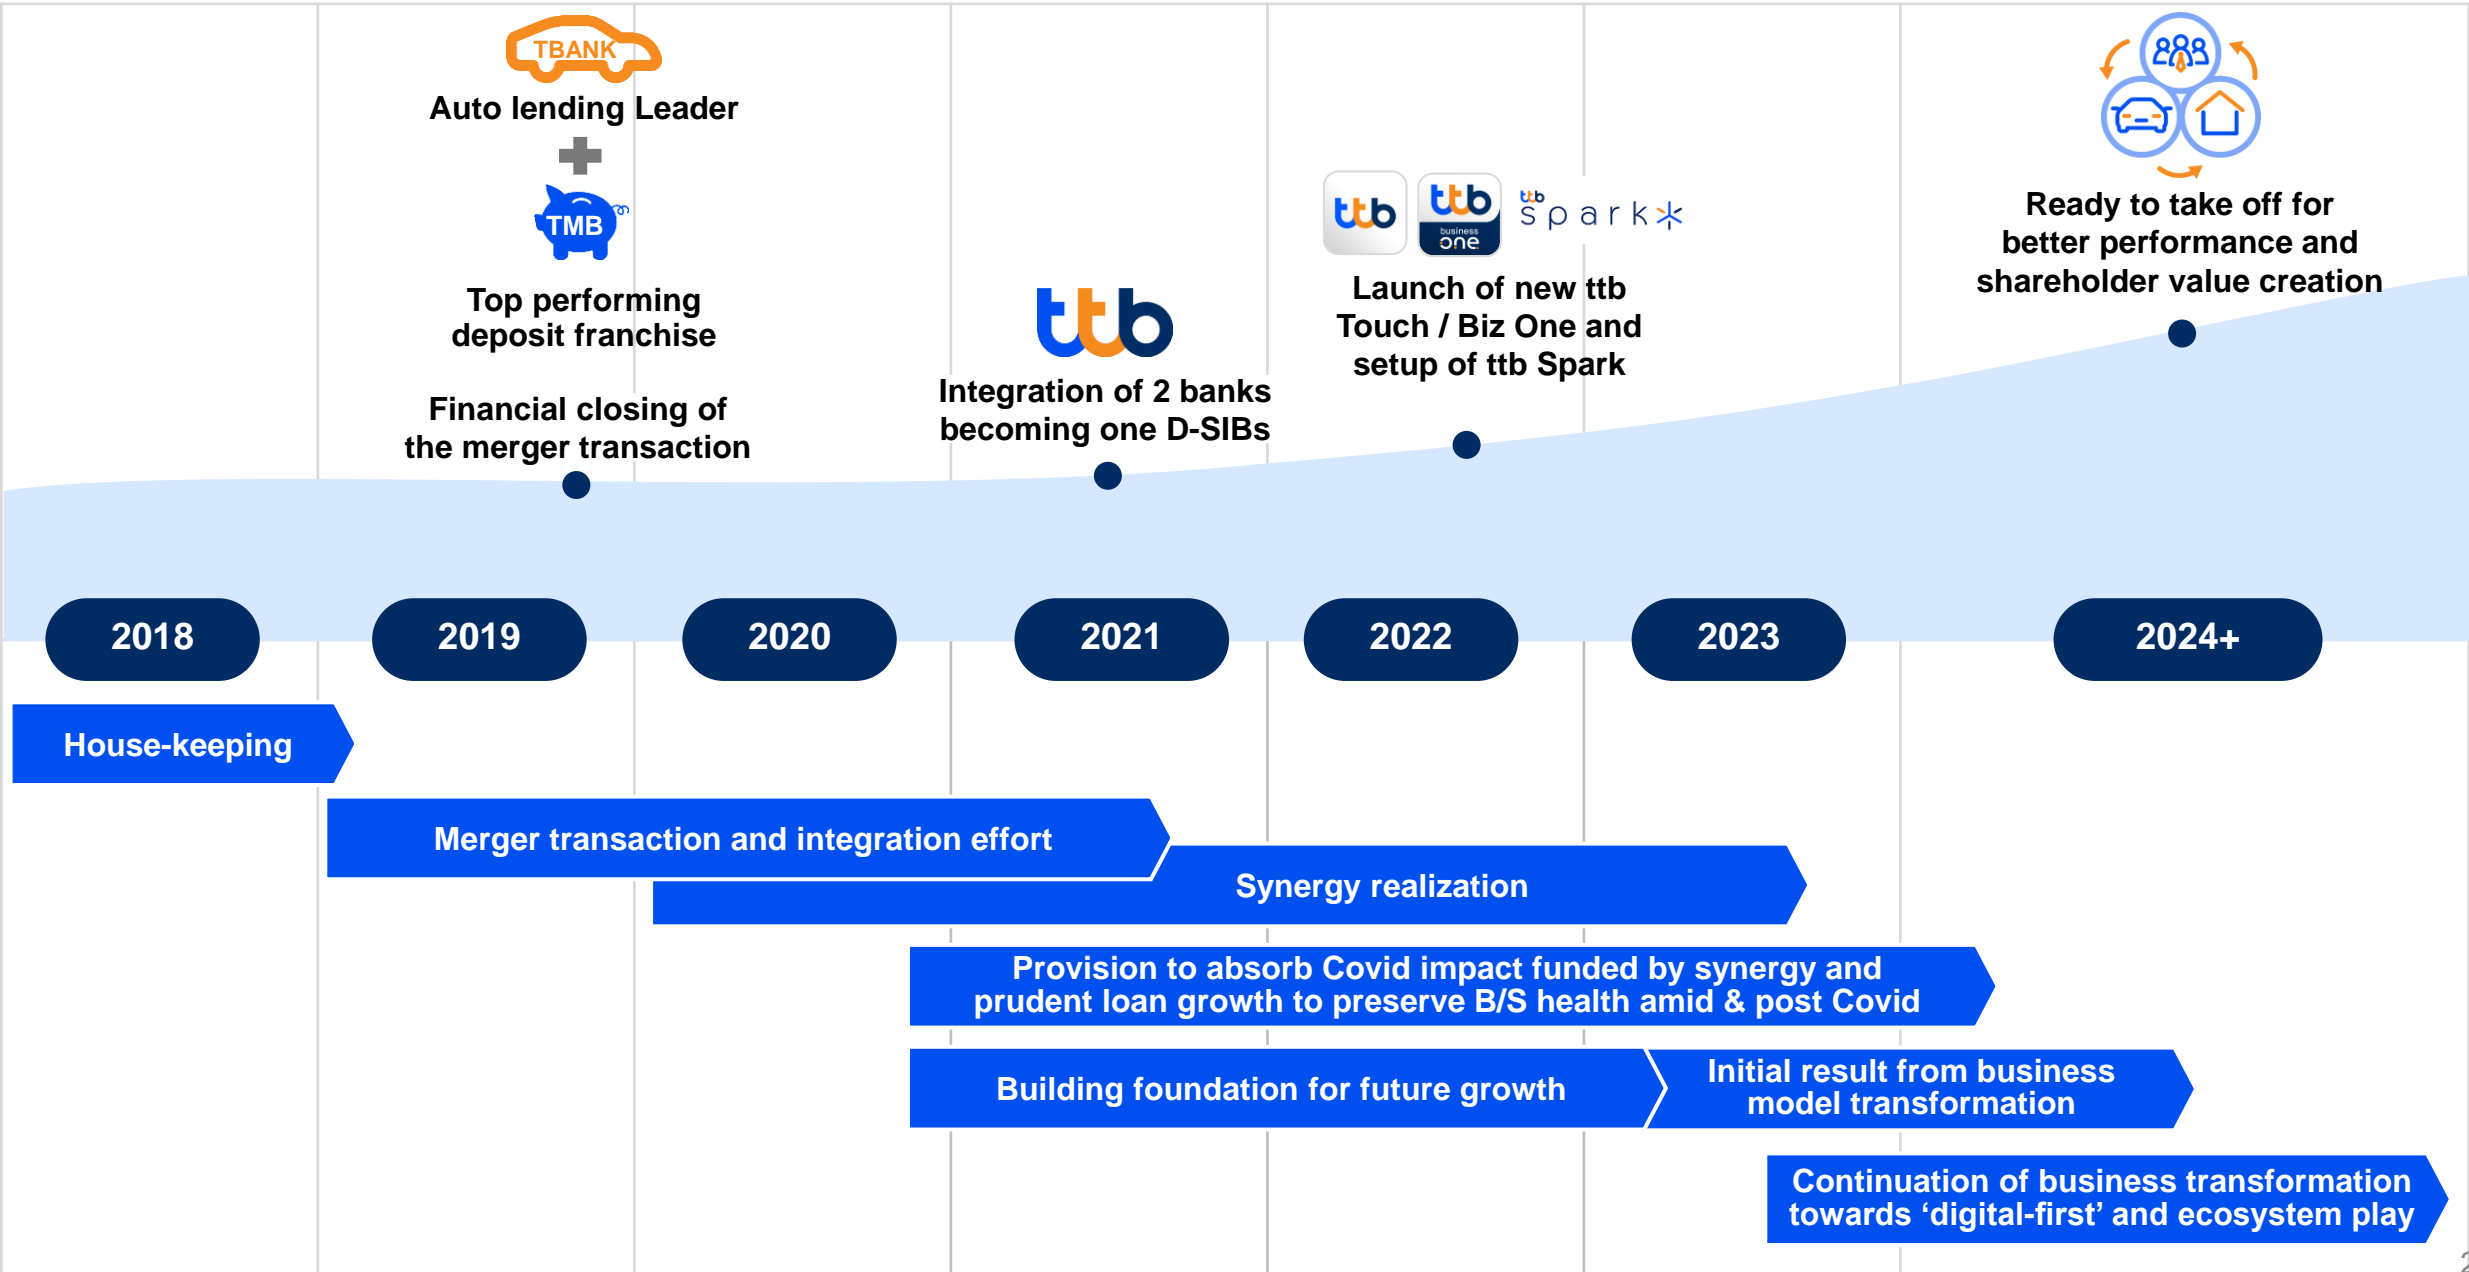 TBANK
Auto lending Leader
TMB
Top performing
deposit franchise
Financial closing of
the merger transaction
ttb
Integration of 2 banks
becoming one D-SIBs
ttb
ttb
business
one
ttb
spark
Launch of new ttb
Touch / Biz One and
setup of ttb Spark
Ready to take off for
better performance and
shareholder value creation
2018
2019
2020
2021
2022
2023
2024+
House-keeping
Merger transaction and integration effort
Synergy realization
Provision to absorb Covid impact funded by synergy and
prudent loan growth to preserve B/S health amid & post Covid
Building foundation for future growth
Initial result from business
model transformation
Continuation of business transformation
towards ‘digital-first’ and ecosystem play